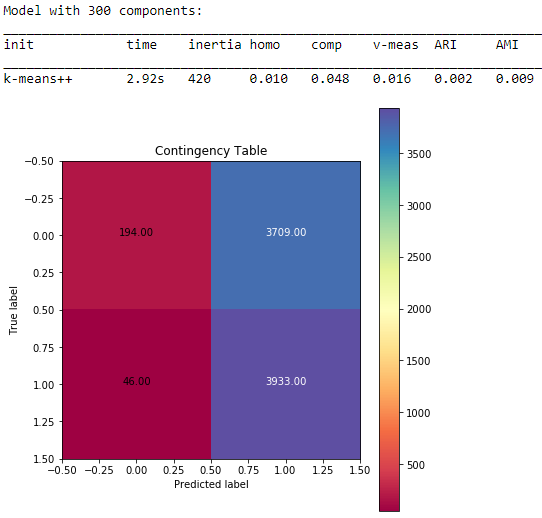 Model with 300 components:
init time inertia homo comp v-meas ARI AMI
k-means++ 2.92s 420 0.010 0.048 0.016 0.002 0.009
Contingency Table
−0.50
−0.25
0.00
0.25
0.50
0.75
1.00
1.25
1.50
True label
194.00 3709.00
46.00 3933.00
−0.50 −0.25 0.00 0.25 0.50 0.75 1.00 1.25 1.50
Predicted label
3500
3000
2500
2000
1500
1000
500